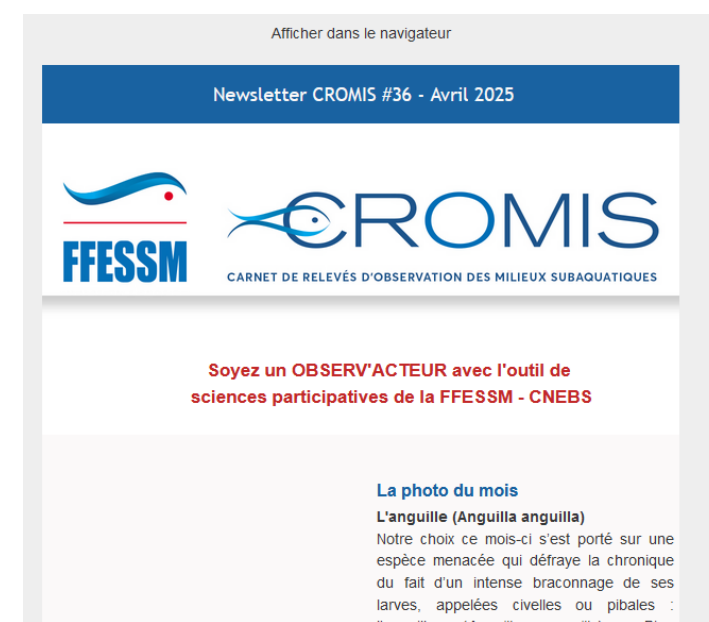 Afficher dans le navigateur
Newsletter CROMIS #36 - Avril 2025
FFESSM
CROMIS
CARNET DE RELEVÉS D'OBSERVATION DES MILIEUX SUBAQUATIQUES
Soyez un OBSERV'ACTEUR avec l'outil de
sciences participatives de la FFESSM - CNEBS
La photo du mois
L'anguille (Anguilla anguilla)
Notre choix ce mois-ci s'est porté sur une
espèce menacée qui défraye la chronique
du fait d'un intense braconnage de ses
larves, appelées civelles ou pibales :